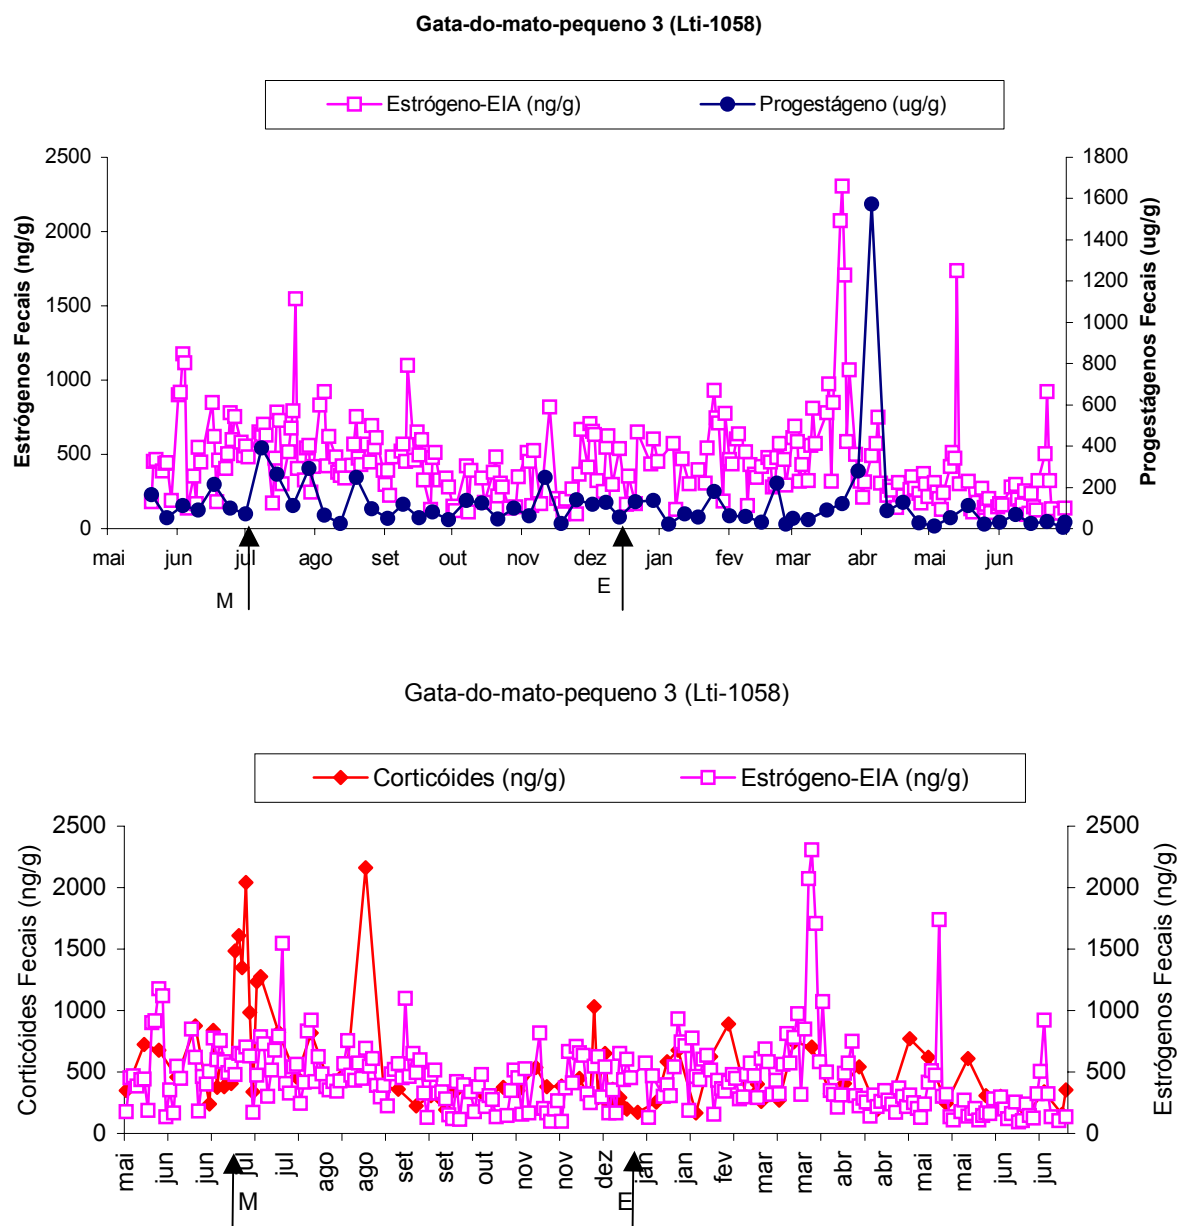 Gata-do-mato-pequeno 3 (Lti-1058)
Estrógeno-EIA (ng/g) Progestágeno (ug/g)
Estrógenos Fecais (ng/g)
2500
2000
1500
1000
500
0
1800
1600
1400
1200
1000
800
600
400
200
0
Progestágenos Fecais (ug/g)
mai jun jul ago set out nov dez jan fev mar abr mai jun
M E
Gata-do-mato-pequeno 3 (Lti-1058)
Corticóides (ng/g) Estrógeno-EIA (ng/g)
Corticóides Fecais (ng/g)
2500
2000
1500
1000
500
0
2500
2000
1500
1000
500
0
Estrógenos Fecais (ng/g)
mai jun jun jul jul ago ago set set out nov nov dez jan jan fev mar mar abr abr mai mai jun jun
M E